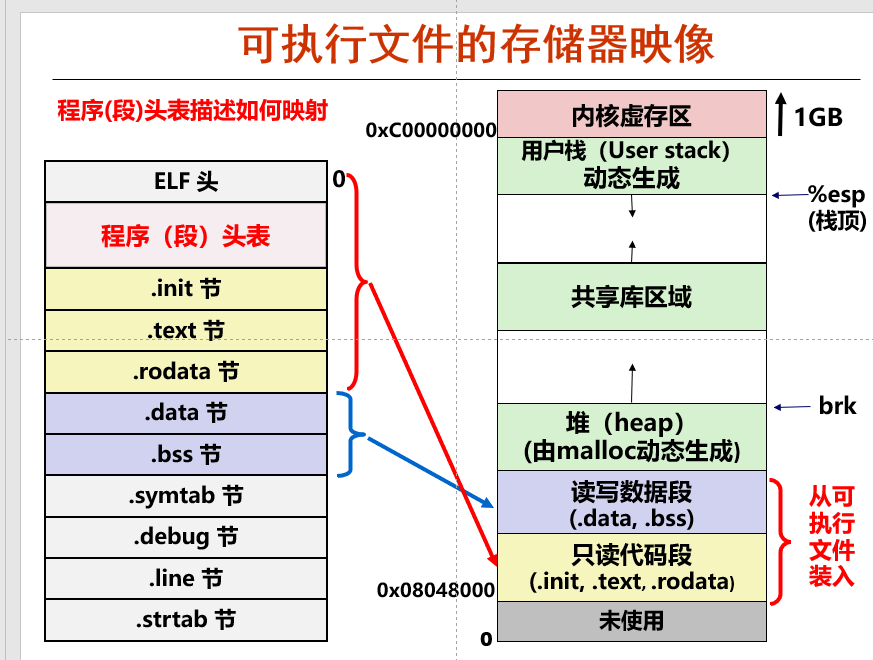 可执行文件的存储器映像
程序(段)头表描述如何映射
ELF 头
0
程序（段）头表
.init 节
.text 节
.rodata 节
.data 节
.bss 节
.symtab 节
.debug 节
.line 节
.strtab 节
0xC00000000
内核虚存区
1GB
用户栈（User stack）
动态生成
%esp
(栈顶)
共享库区域
brk
堆（heap）
(由malloc动态生成)
读写数据段
(.data, .bss)
只读代码段
(.init, .text, .rodata)
从可
执行
文件
装入
0x08048000
未使用
0